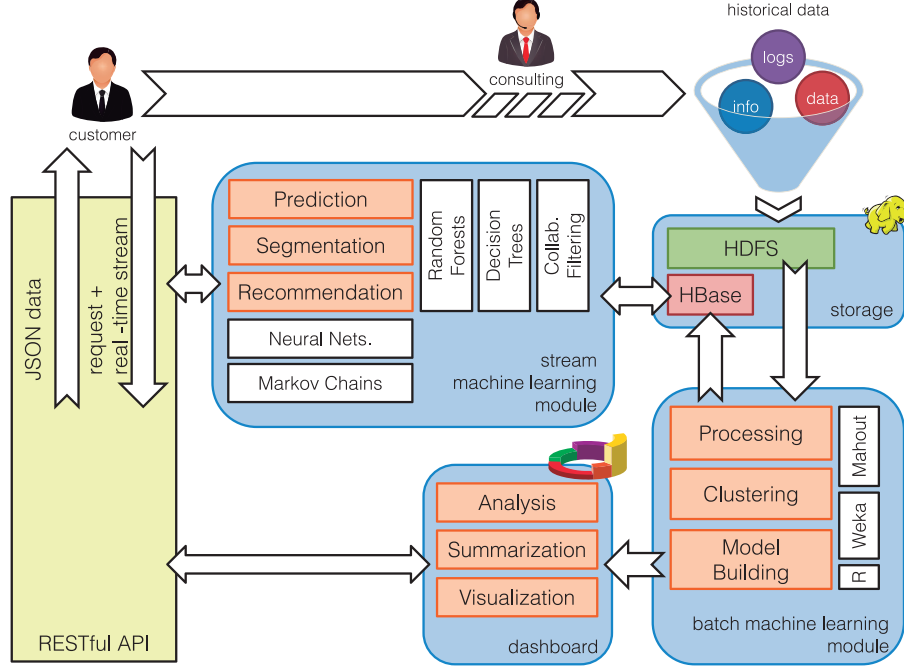 historical data
logs
info
data
consulting
customer
JSON data
request +
real -time stream
RESTful API
Prediction
Segmentation
Recommendation
Neural Nets.
Markov Chains
Random
Forests
Decision
Trees
Collab.
Filtering
stream
machine learning
module
HDFS
HBase
storage
Processing
Clustering
Model
Building
Mahout
Weka
R
batch machine learning
module
Analysis
Summarization
Visualization
dashboard